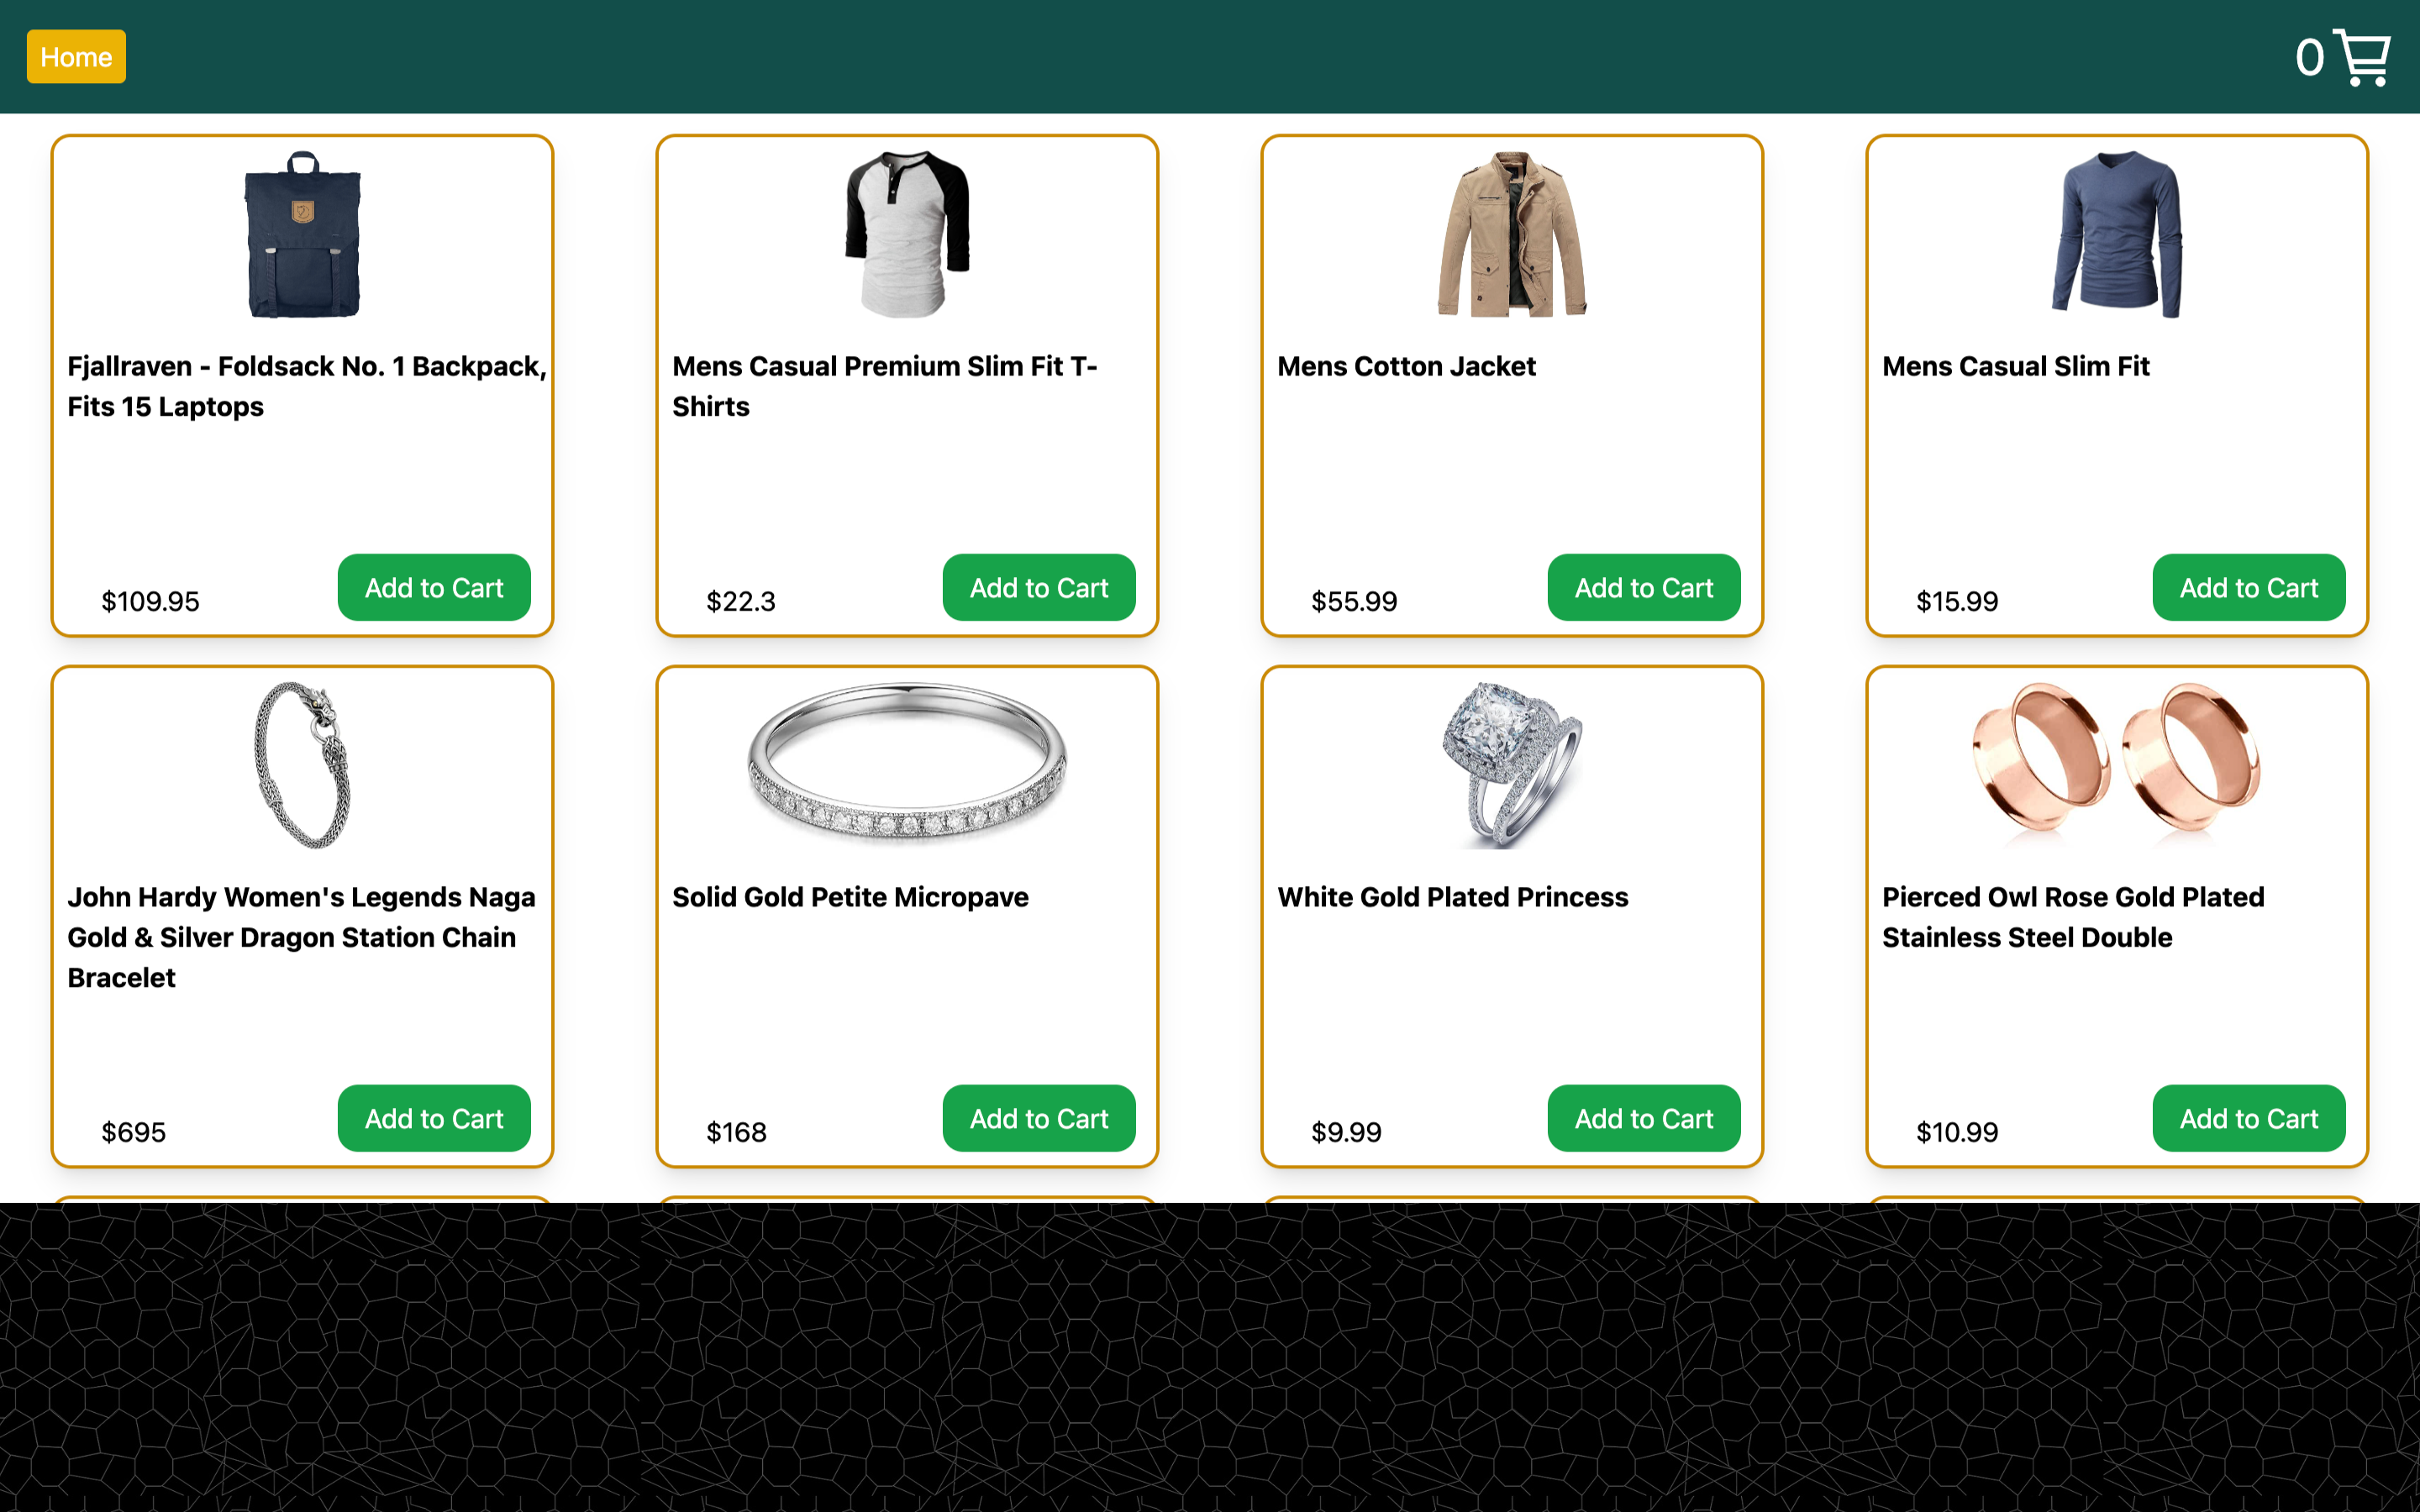 Home
0
Fjallraven - Foldsack No. 1 Backpack,
Fits 15 Laptops
$109.95
Add to Cart
Mens Casual Premium Slim Fit T-
Shirts
$22.3
Add to Cart
Mens Cotton Jacket
$55.99
Add to Cart
Mens Casual Slim Fit
$15.99
Add to Cart
John Hardy Women's Legends Naga
Gold & Silver Dragon Station Chain
Bracelet
$695
Add to Cart
Solid Gold Petite Micropave
$168
Add to Cart
White Gold Plated Princess
$9.99
Add to Cart
Pierced Owl Rose Gold Plated
Stainless Steel Double
$10.99
Add to Cart